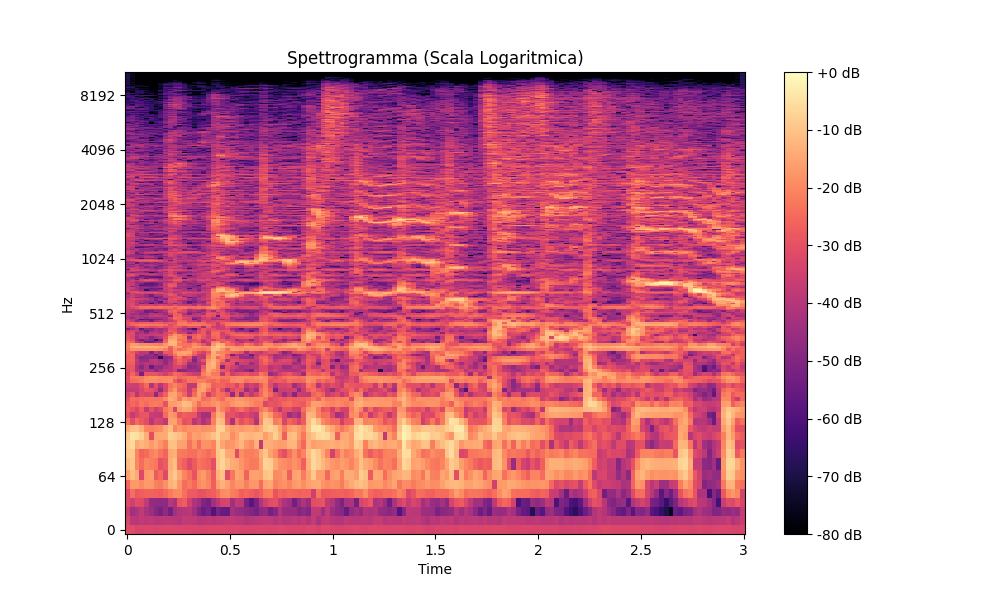 Spettrogramma (Scala Logaritmica)
Hz
8192
4096
2048
1024
512
256
128
64
0
0 0.5 1 1.5 2 2.5 3
Time
+0 dB
-10 dB
-20 dB
-30 dB
-40 dB
-50 dB
-60 dB
-70 dB
-80 dB